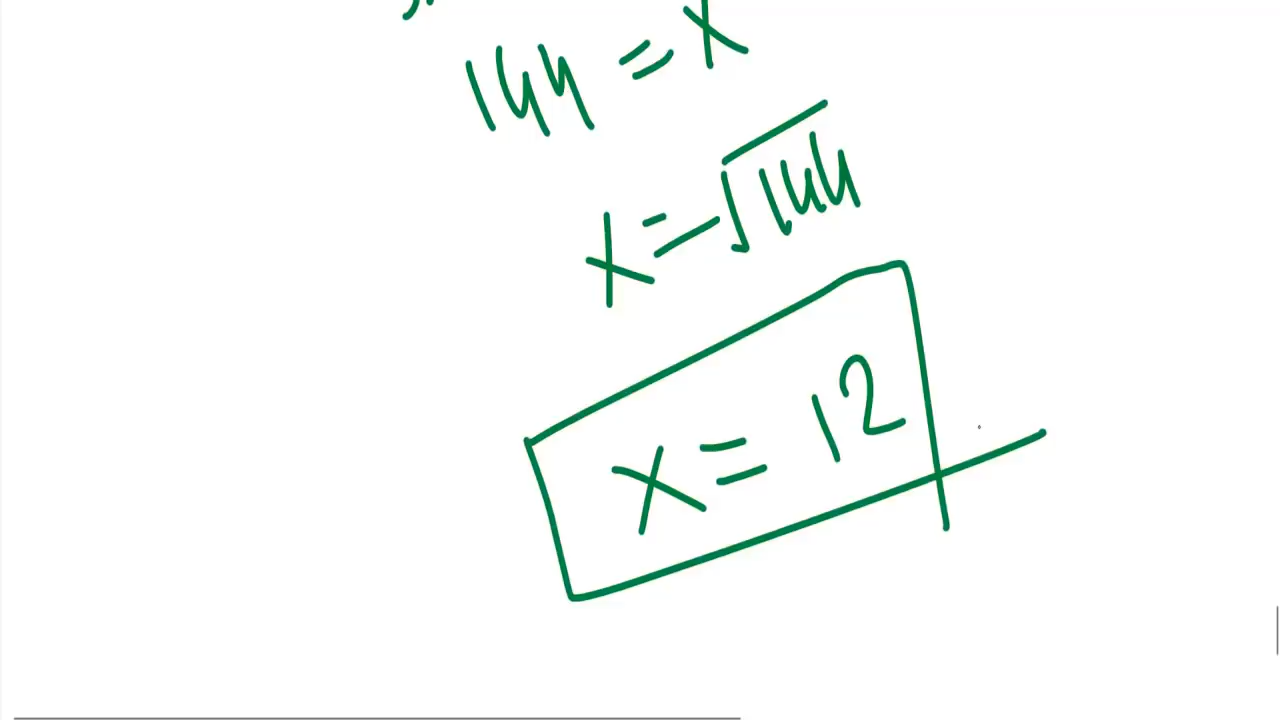 144 = x
x = √144
x = 12